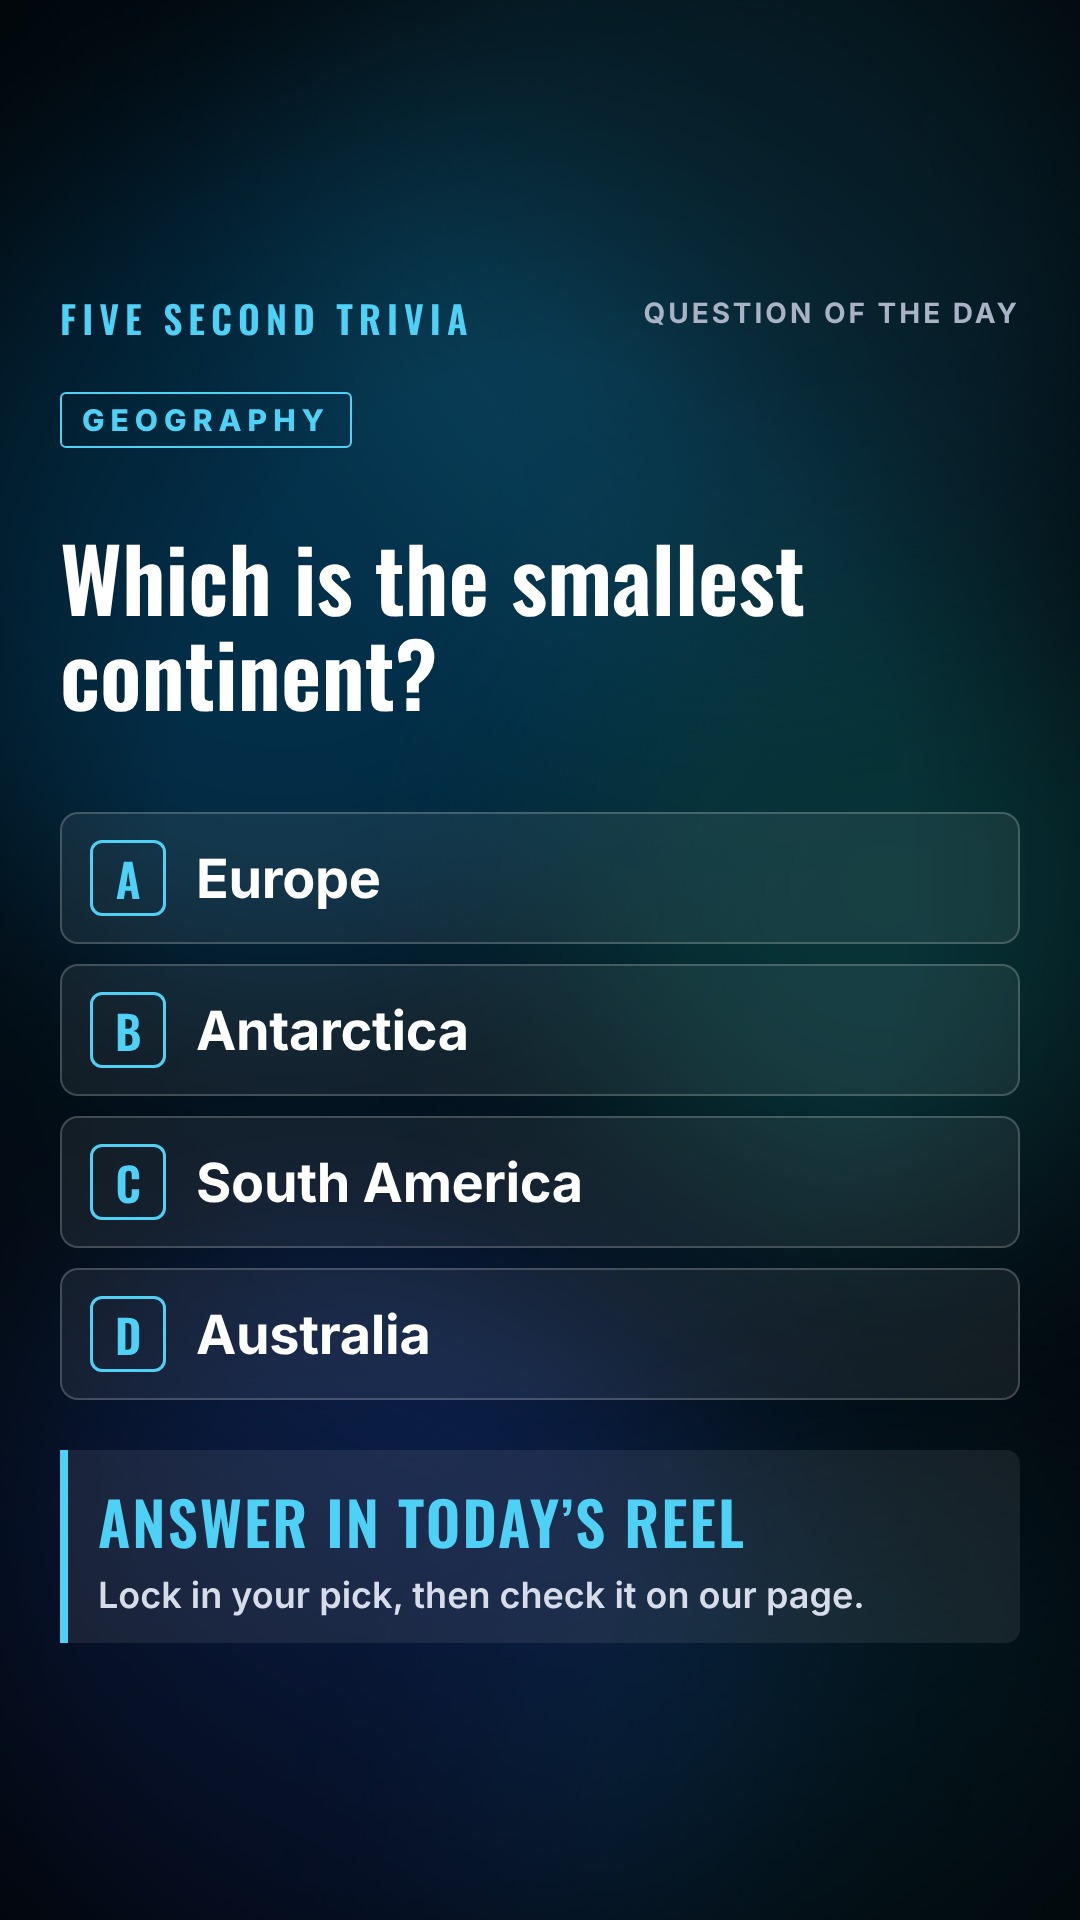 FIVE SECOND TRIVIA
QUESTION OF THE DAY
GEOGRAPHY
Which is the smallest
continent?
A Europe
B Antarctica
C South America
D Australia
ANSWER IN TODAY’S REEL
Lock in your pick, then check it on our page.